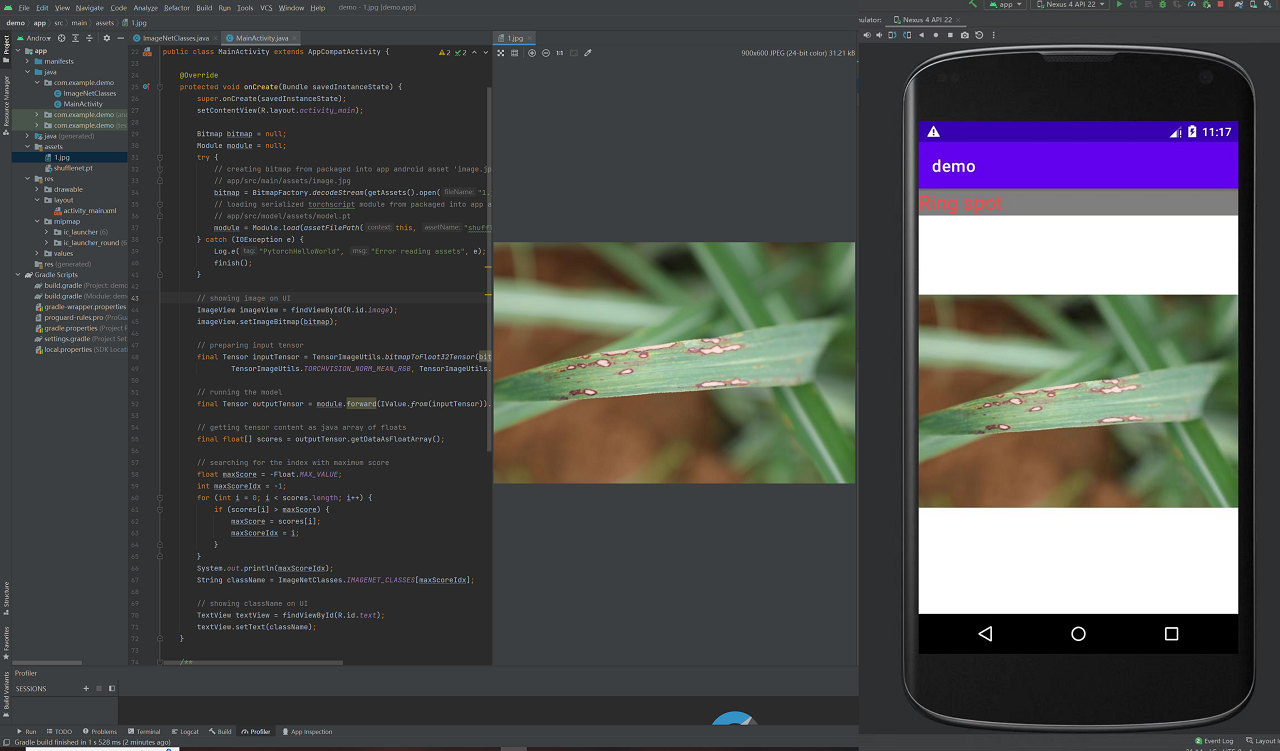 File Edit View Navigate Code Analyze Refactor Build Run Tools VCS Window Help demo - 1.jpg [demo.app]
app Nexus 4 API 22
demo app src main assets 1.jpg
Nexus 4 API 22
Project
Resource Manager
Andro
app
manifests
java
com.example.demo
ImageNetClasses
MainActivity
com.example.demo
com.example.demo
java (generated)
assets
1.jpg
shufflenet.pt
res
drawable
layout
activity_main.xml
mipmap
ic_launcher (6)
ic_launcher_round (6
values
res (generated)
Gradle Scripts
build.gradle (Project: demo
build.gradle (Module: demo
gradle-wrapper.properties
proguard-rules.pro (ProGua
gradle.properties (Project P
settings.gradle (Project Set
local.properties (SDK Locat
ImageNetClasses.java MainActivity.java
22 public class MainActivity extends AppCompatActivity { 2 2
23
24 @Override
25 protected void onCreate(Bundle savedInstanceState) {
26 super.onCreate(savedInstanceState);
27 setContentView(R.layout.activity_main);
28
29 Bitmap bitmap = null;
30 Module module = null;
31 try {
32 // creating bitmap from packaged into app android asset 'image.jp
33 // app/src/main/assets/image.jpg
34 bitmap = BitmapFactory.decodeStream(getAssets().open( fileName: "1.
35 // loading serialized torchscript module from packaged into app a
36 // app/src/model/assets/model.pt
37 module = Module.load(assetFilePath( context: this, assetName: "shuff
38 } catch (IOException e) {
39 Log.e( tag: "PytorchHelloWorld", msg: "Error reading assets", e);
40 finish();
41 }
42
43 // showing image on UI
44 ImageView imageView = findViewById(R.id.image);
45 imageView.setImageBitmap(bitmap);
46
47 // preparing input tensor
48 final Tensor inputTensor = TensorImageUtils.bitmapToFloat32Tensor(bit
49 TensorImageUtils.TORCHVISION_NORM_MEAN_RGB, TensorImageUtils.
50
51 // running the model
52 final Tensor outputTensor = module.forward(IValue.from(inputTensor)).
53
54 // getting tensor content as java array of floats
55 final float[] scores = outputTensor.getDataAsFloatArray();
56
57 // searching for the index with maximum score
58 float maxScore = -Float.MAX_VALUE;
59 int maxScoreIdx = -1;
60 for (int i = 0; i < scores.length; i++) {
61 if (scores[i] > maxScore) {
62 maxScore = scores[i];
63 maxScoreIdx = i;
64 }
65 }
66 System.out.println(maxScoreIdx);
67 String className = ImageNetClasses.IMAGENET_CLASSES[maxScoreIdx];
68
69 // showing className on UI
70 TextView textView = findViewById(R.id.text);
71 textView.setText(className);
72 }
73
74 /**
1.jpg
1:1 900x600 JPEG (24-bit color) 31.21 kB
11:17
demo
Ring spot
Structure
Favorites
Build Variants
Profiler
SESSIONS
Run TODO Problems Terminal Logcat Build Profiler App Inspection
Event Log Layout In
Gradle build finished in 1 s 528 ms (2 minutes ago)